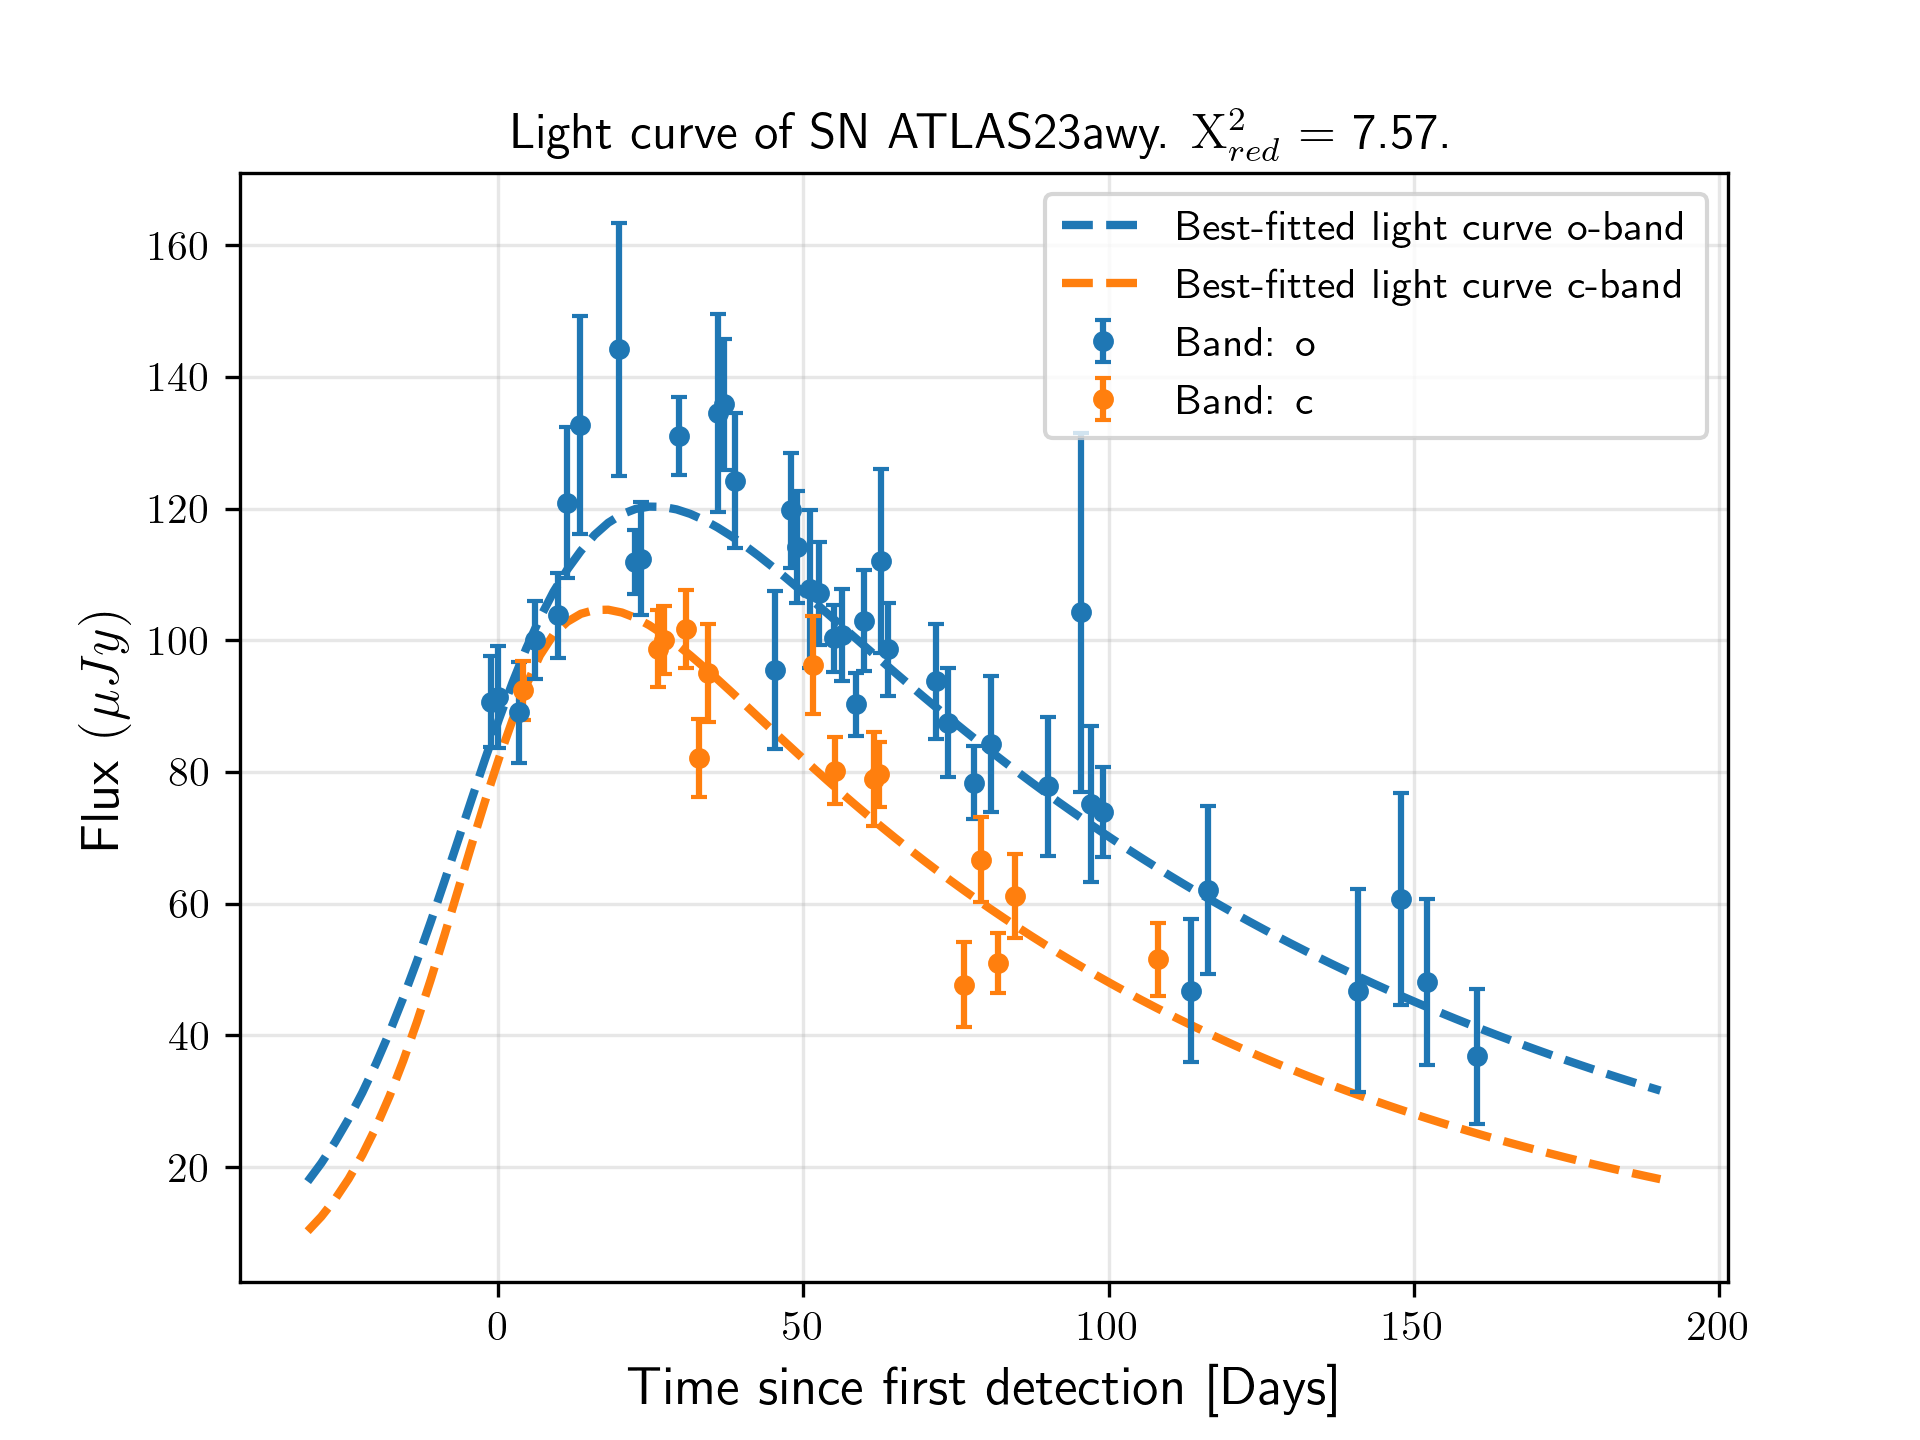 Light curve of SN ATLAS23awy. X²red = 7.57.
Best-fitted light curve o-band
Best-fitted light curve c-band
Band: o
Band: c
Flux (μJy)
160
140
120
100
80
60
40
20
0 50 100 150 200
Time since first detection [Days]